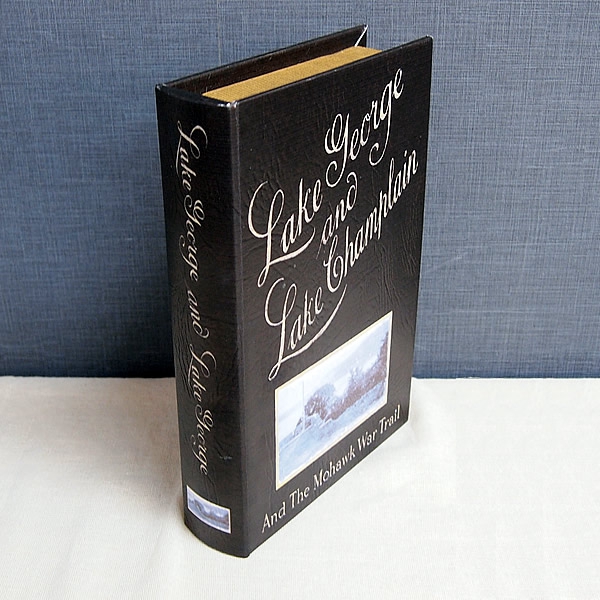 Lake George and Lake George
Lake George
and
Lake Champlain
And The Mohawk War Trail